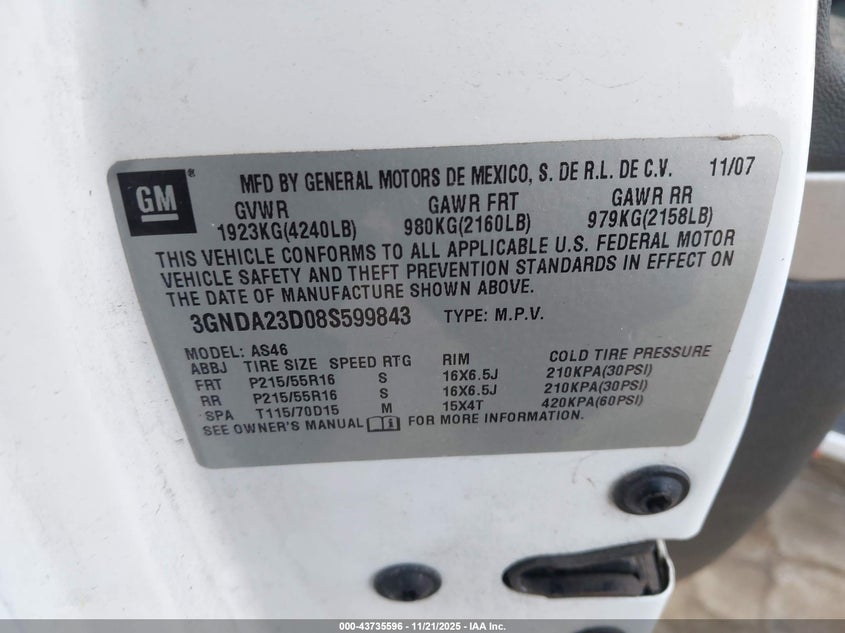 GM ® MFD BY GENERAL MOTORS DE MEXICO, S. DE R.L. DE C.V. 11/07
GVWR GAWR FRT GAWR RR
1923KG(4240LB) 980KG(2160LB) 979KG(2158LB)
THIS VEHICLE CONFORMS TO ALL APPLICABLE U.S. FEDERAL MOTOR
VEHICLE SAFETY AND THEFT PREVENTION STANDARDS IN EFFECT ON
THE DATE OF MANUFACTURE SHOWN ABOVE.
3GNDA23D08S599843 TYPE: M.P.V.
MODEL: AS46
ABBJ TIRE SIZE SPEED RTG RIM COLD TIRE PRESSURE
FRT P215/55R16 S 16X6.5J 210KPA(30PSI)
RR P215/55R16 S 16X6.5J 210KPA(30PSI)
SPA T115/70D15 M 15X4T 420KPA(60PSI)
SEE OWNER'S MANUAL FOR MORE INFORMATION.
000-43735596 - 11/21/2025 - IAA Inc.